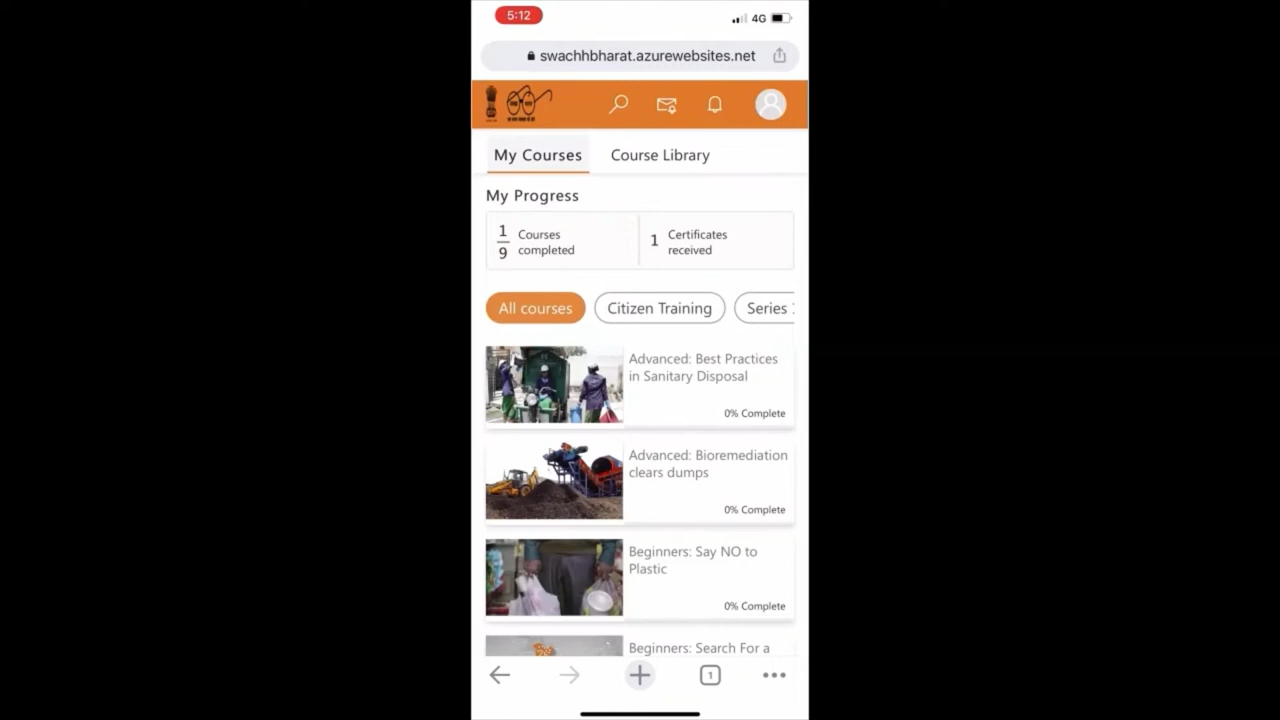 5:12
4G
swachhbharat.azurewebsites.net
My Courses
Course Library
My Progress
1
9
Courses
completed
1
Certificates
received
All courses
Citizen Training
Series
Advanced: Best Practices
in Sanitary Disposal
0% Complete
Advanced: Bioremediation
clears dumps
0% Complete
Beginners: Say NO to
Plastic
0% Complete
Beginners: Search For a
1